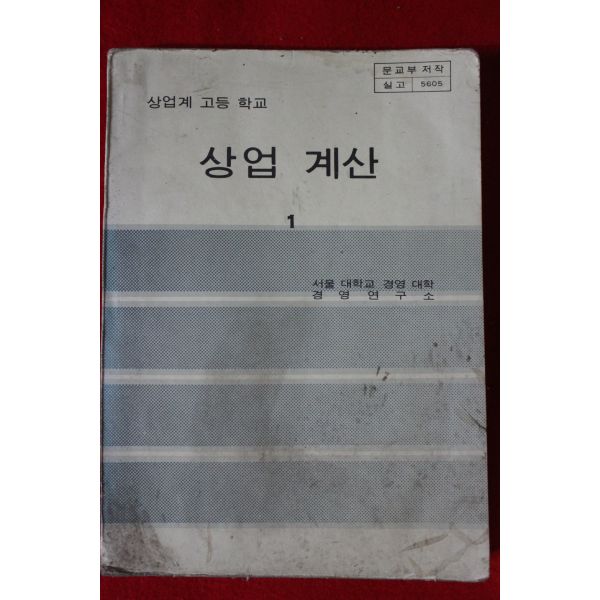 문교부 저작
실고 5605
상업계 고등 학교
상업 계산
1
서울 대학교 경영 대학
경영연구소